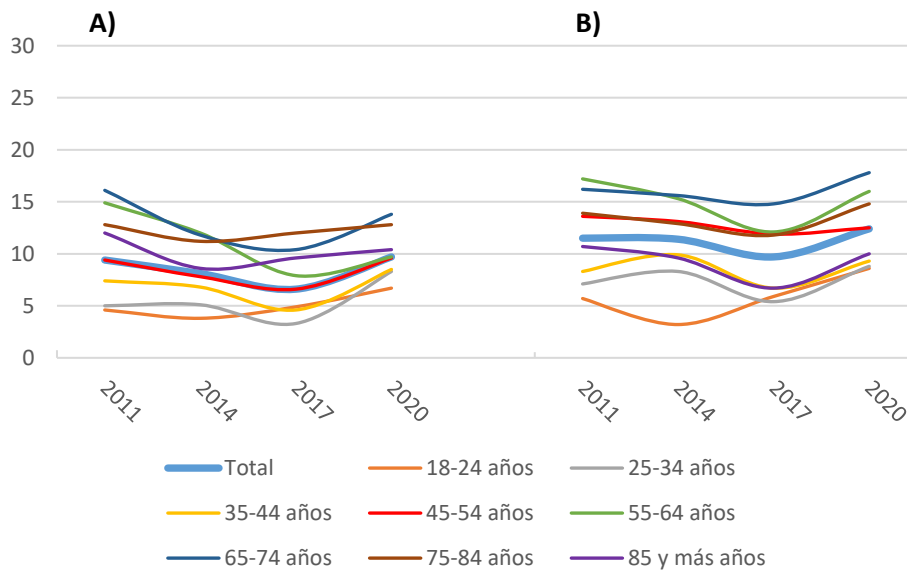 A) B)
30
25
20
15
10
5
0
2011 2014 2017 2020 2011 2014 2017 2020
Total 18-24 años 25-34 años
35-44 años 45-54 años 55-64 años
65-74 años 75-84 años 85 y más años